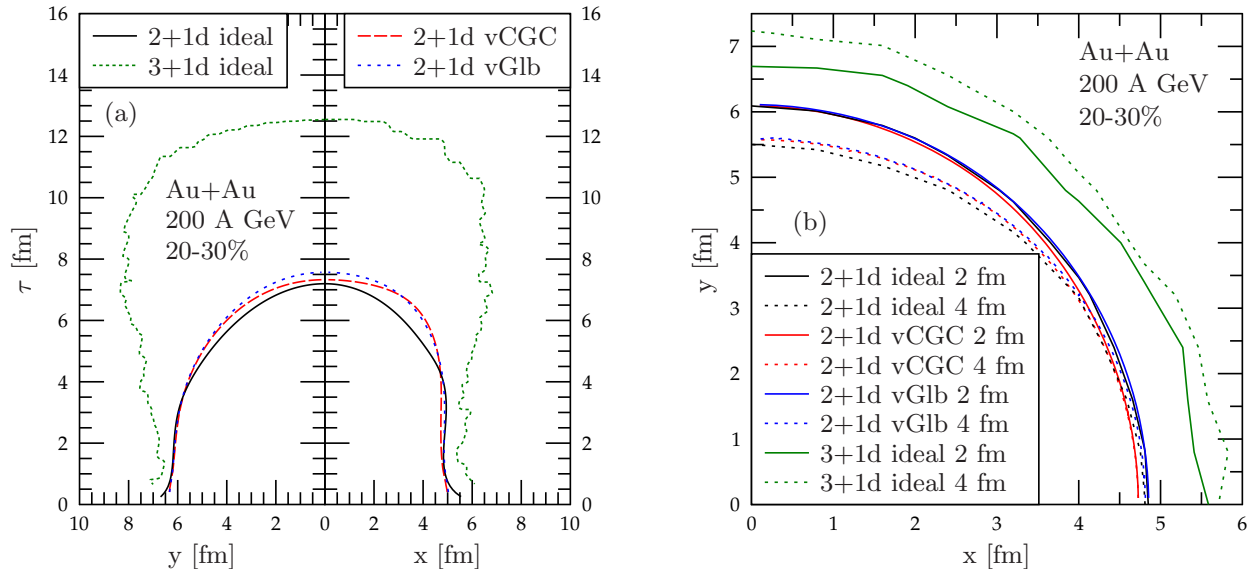 2+1d ideal
3+1d ideal
2+1d vCGC
2+1d vGlb
(a)
Au+Au
200 A GeV
20-30%
τ [fm]
16
14
12
10
8
6
4
2
0
16
14
12
10
8
6
4
2
0
10 8 6 4 2 0 2 4 6 8 10
y [fm]
x [fm]
Au+Au
200 A GeV
20-30%
(b)
2+1d ideal 2 fm
2+1d ideal 4 fm
2+1d vCGC 2 fm
2+1d vCGC 4 fm
2+1d vGlb 2 fm
2+1d vGlb 4 fm
3+1d ideal 2 fm
3+1d ideal 4 fm
y [fm]
7
6
5
4
3
2
1
0
0 1 2 3 4 5 6
x [fm]